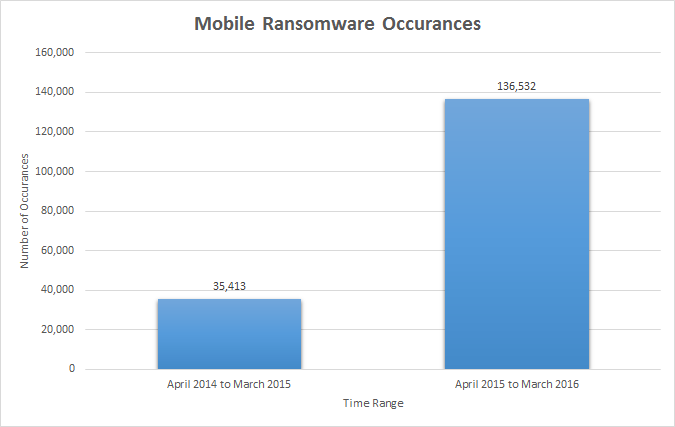 Mobile Ransomware Occurances
160,000
140,000
120,000
100,000
80,000
60,000
40,000
20,000
0
Number of Occurances
136,532
35,413
April 2014 to March 2015
April 2015 to March 2016
Time Range